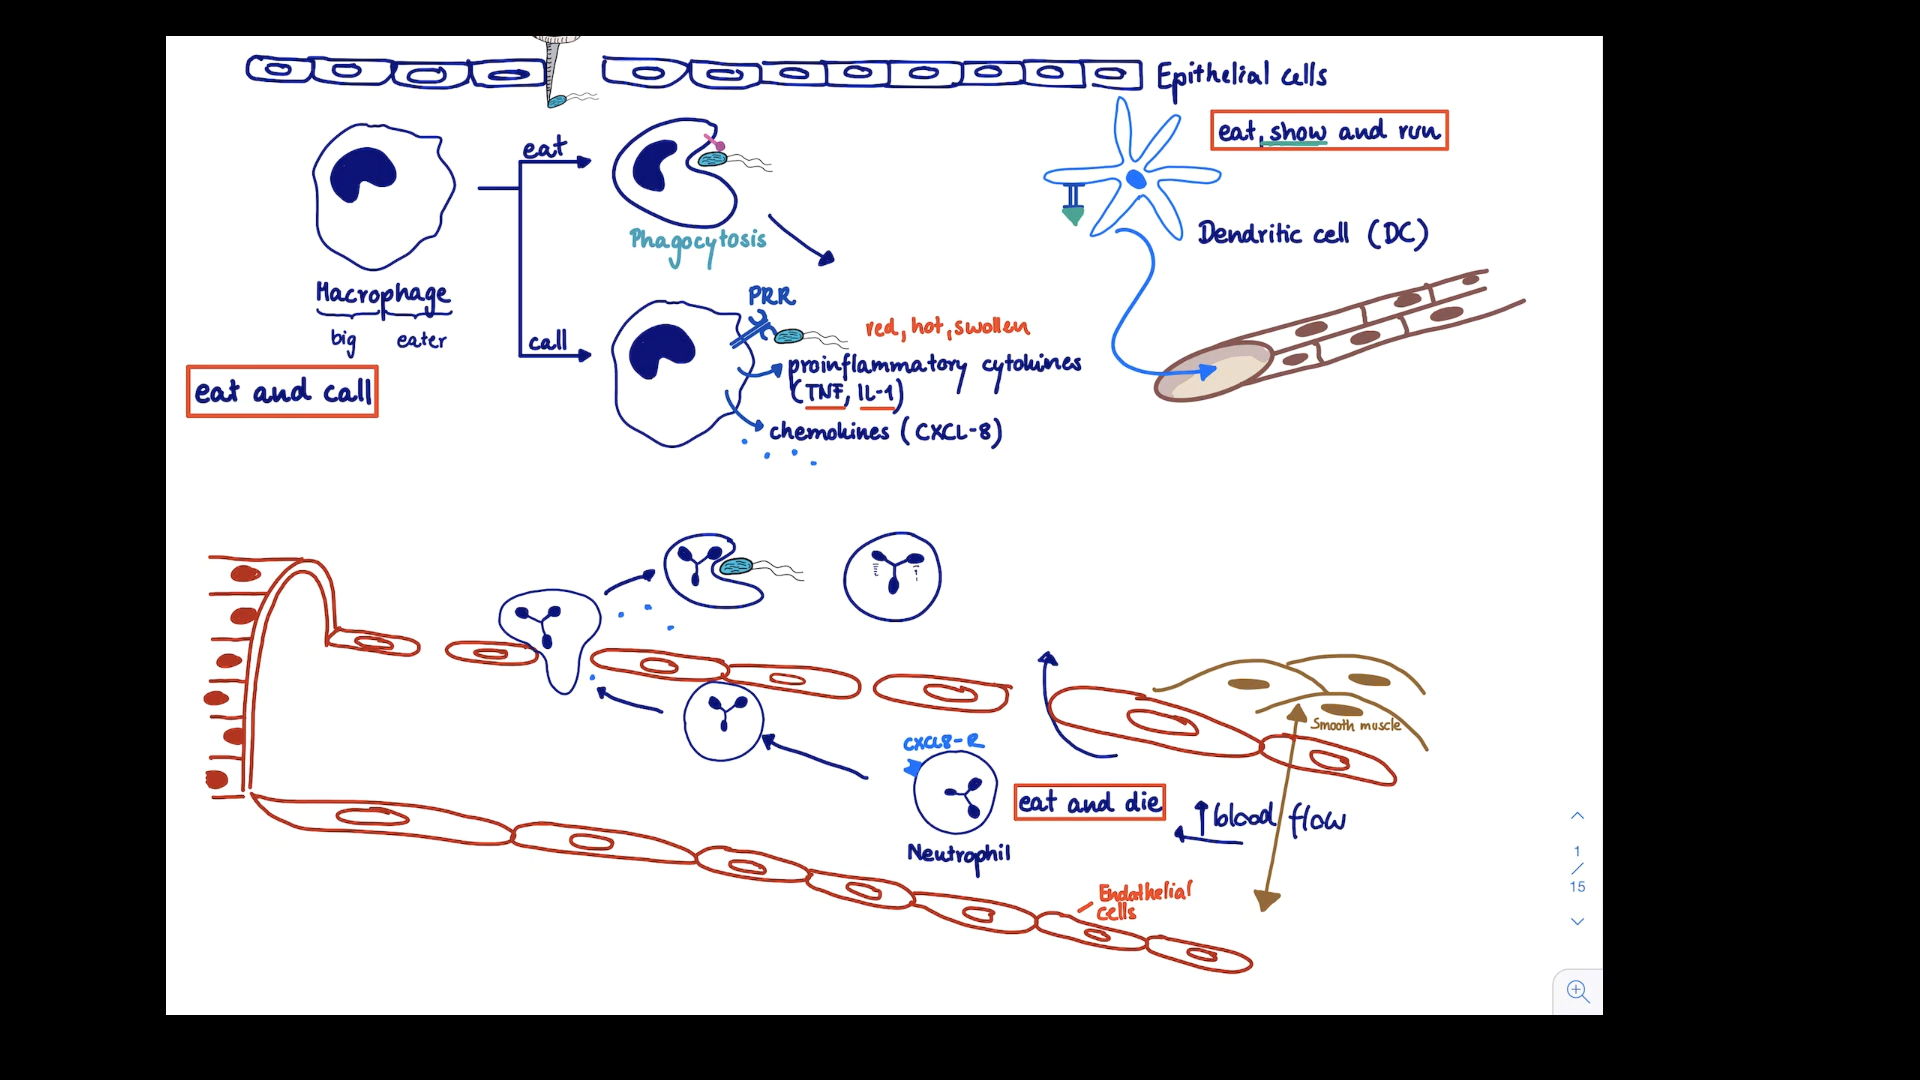 Epithelial cells
eat, show and run
eat
Phagocytosis
Dendritic cell (DC)
Macrophage
big eater
eat and call
call
PRR
red, hot, swollen
proinflammatory cytokines
(TNF, IL-1)
chemokines (CXCL-8)
Smooth muscle
CXCL8-R
eat and die
Neutrophil
blood flow
Endothelial
cells
1
/
15